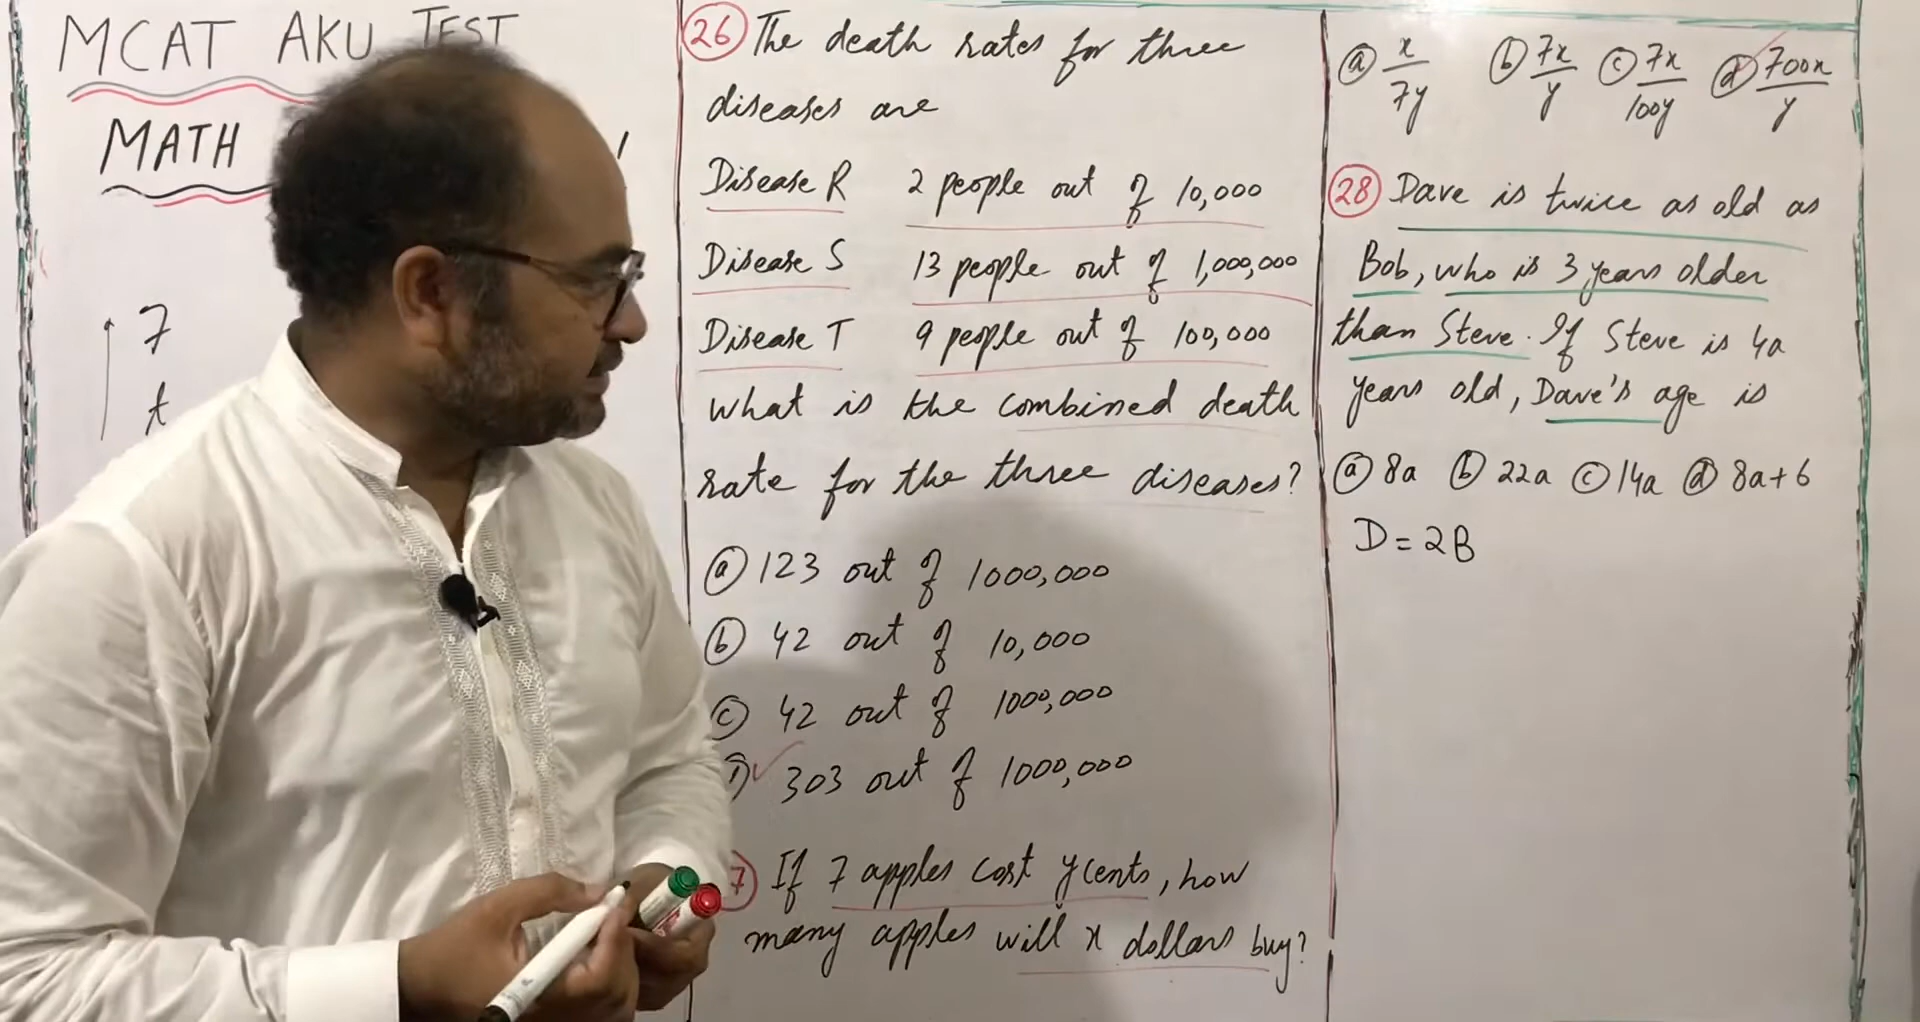 MCAT AKU TEST
MATH
7
t
26 The death rates for three
diseases are
Disease R 2 people out of 10,000
Disease S 13 people out of 1,000,000
Disease T 9 people out of 100,000
what is the combined death
rate for the three diseases?
a 123 out of 1000,000
b 42 out of 10,000
c 42 out of 1000,000
303 out of 1000,000
7 If 7 apples cost y cents, how
many apples will x dollars buy?
a x/7y b 7x/y c 7x/100y d 700x/y
28 Dave is twice as old as
Bob, who is 3 years older
than Steve. If Steve is 4a
years old, Dave's age is
a 8a b 22a c 14a d 8a+6
D = 2B